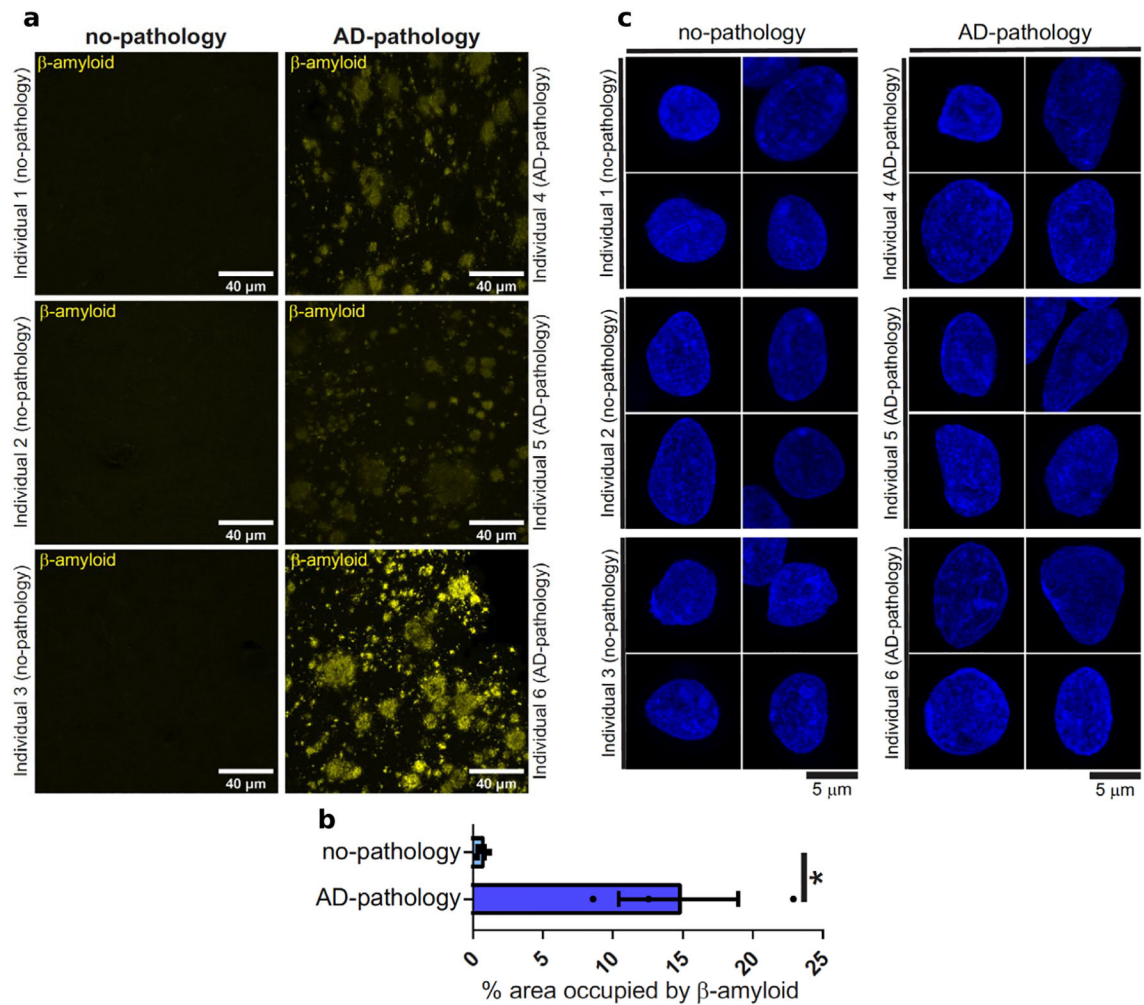 a
no-pathology AD-pathology
Individual 1 (no-pathology)
β-amyloid
40 μm
β-amyloid
40 μm
Individual 4 (AD-pathology)
Individual 2 (no-pathology)
β-amyloid
40 μm
β-amyloid
40 μm
Individual 5 (AD-pathology)
Individual 3 (no-pathology)
β-amyloid
40 μm
β-amyloid
40 μm
Individual 6 (AD-pathology)
c
no-pathology AD-pathology
Individual 1 (no-pathology)
Individual 4 (AD-pathology)
Individual 2 (no-pathology)
Individual 5 (AD-pathology)
Individual 3 (no-pathology)
Individual 6 (AD-pathology)
5 μm
5 μm
b
no-pathology
AD-pathology
*
0 5 10 15 20 25
% area occupied by β-amyloid